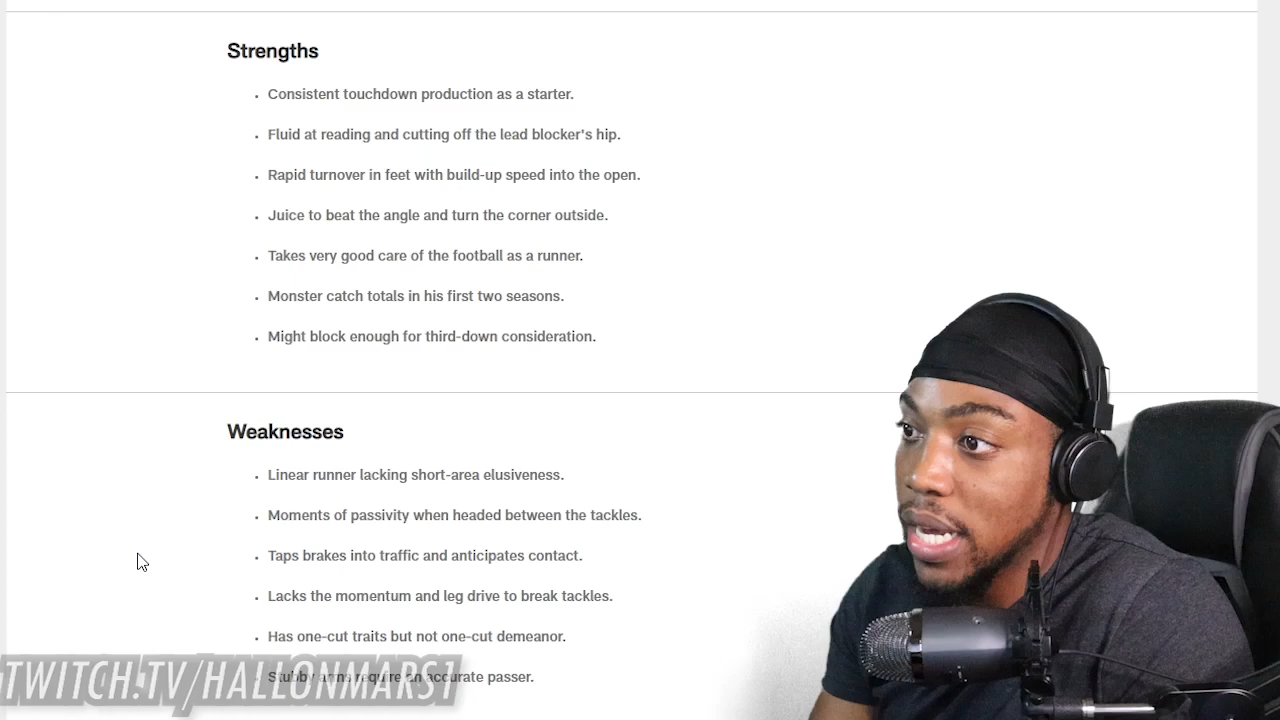 Strengths
Consistent touchdown production as a starter.
Fluid at reading and cutting off the lead blocker's hip.
Rapid turnover in feet with build-up speed into the open.
Juice to beat the angle and turn the corner outside.
Takes very good care of the football as a runner.
Monster catch totals in his first two seasons.
Might block enough for third-down consideration.
Weaknesses
Linear runner lacking short-area elusiveness.
Moments of passivity when headed between the tackles.
Taps brakes into traffic and anticipates contact.
Lacks the momentum and leg drive to break tackles.
Has one-cut traits but not one-cut demeanor.
Stubby arms require an accurate passer.
TWITCH.TV/HALLONMARS1